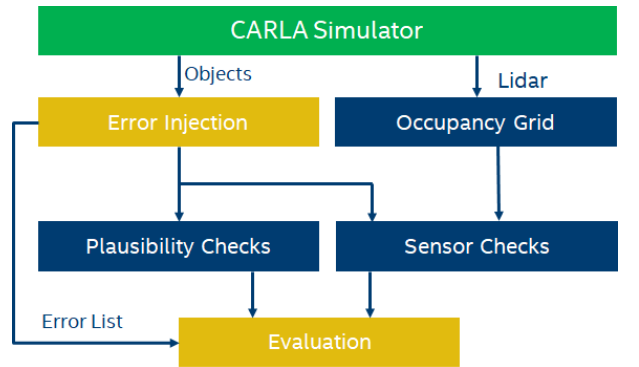 CARLA Simulator
Objects
Lidar
Error Injection
Occupancy Grid
Plausibility Checks
Sensor Checks
Error List
Evaluation